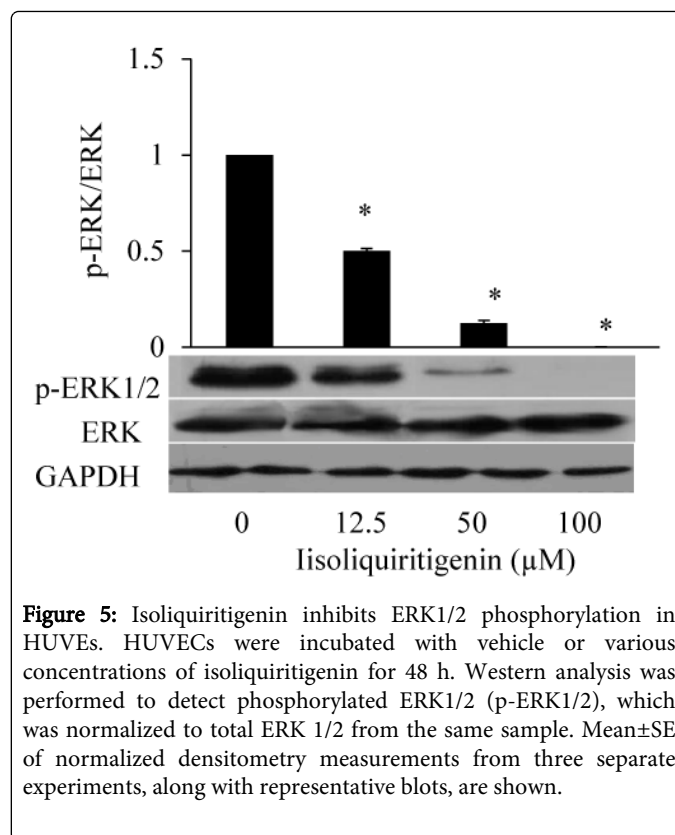 1.5
1
0.5
0
p-ERK/ERK
*
*
*
p-ERK1/2
ERK
GAPDH
0 12.5 50 100
Iisoliquiritigenin (µM)
Figure 5: Isoliquiritigenin inhibits ERK1/2 phosphorylation in
HUVEs. HUVECs were incubated with vehicle or various
concentrations of isoliquiritigenin for 48 h. Western analysis was
performed to detect phosphorylated ERK1/2 (p-ERK1/2), which
was normalized to total ERK 1/2 from the same sample. Mean±SE
of normalized densitometry measurements from three separate
experiments, along with representative blots, are shown.